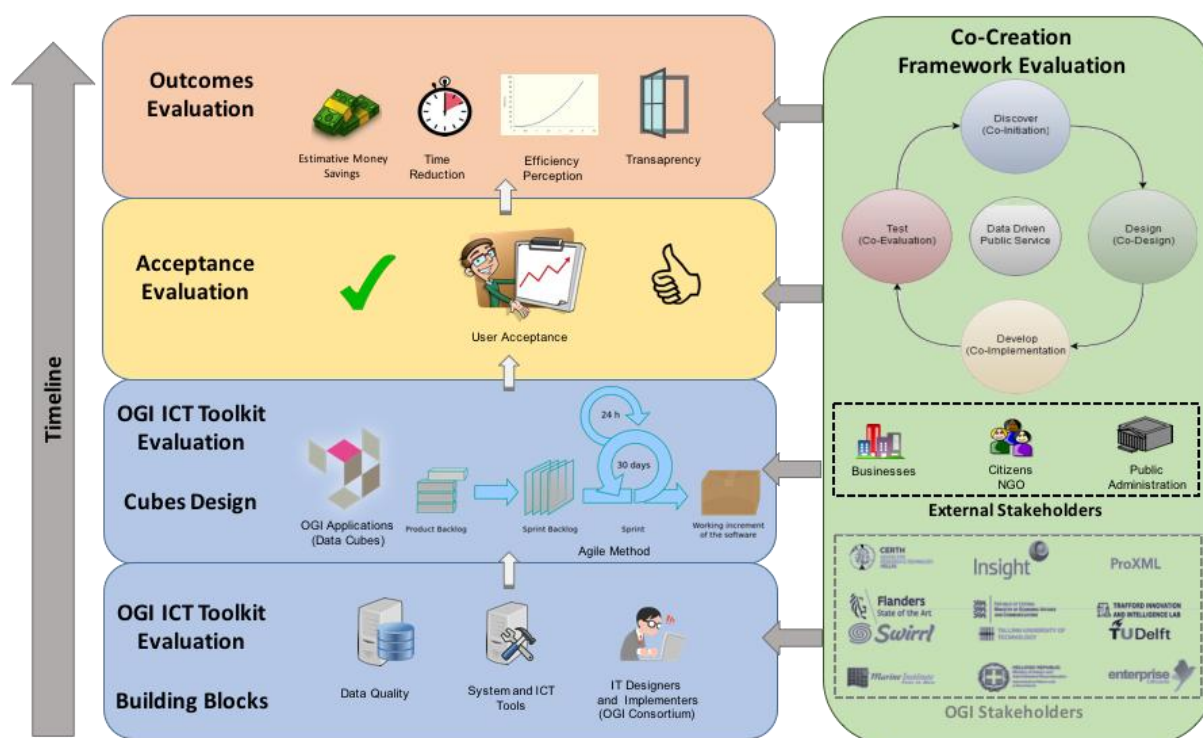 Timeline
Outcomes
Evaluation
Estimative Money
Savings
Time
Reduction
Efficiency
Perception
Transaprency
Acceptance
Evaluation
User Acceptance
OGI ICT Toolkit
Evaluation
Cubes Design
OGI Applications
(Data Cubes)
Product Backlog
Sprint Backlog
24 h
30 days
Sprint
Working increment
of the software
Agile Method
OGI ICT Toolkit
Evaluation
Building Blocks
Data Quality
System and ICT
Tools
IT Designers
and Implementers
(OGI Consortium)
Co-Creation
Framework Evaluation
Discover
(Co-Initiation)
Test
(Co-Evaluation)
Data Driven
Public Service
Design
(Co-Design)
Develop
(Co-Implementation
Businesses
Citizens
NGO
Public
Administration
External Stakeholders
CERTH
Insight
ProXML
Flanders
State of the Art
TRAFFORD INNOVATION
AND INTELLIGENCE LAB
Swirrl
TALLINN UNIVERSITY OF
TECHNOLOGY
TUDelft
Marine Institute
HELLENIC REPUBLIC
enterprise
OGI Stakeholders